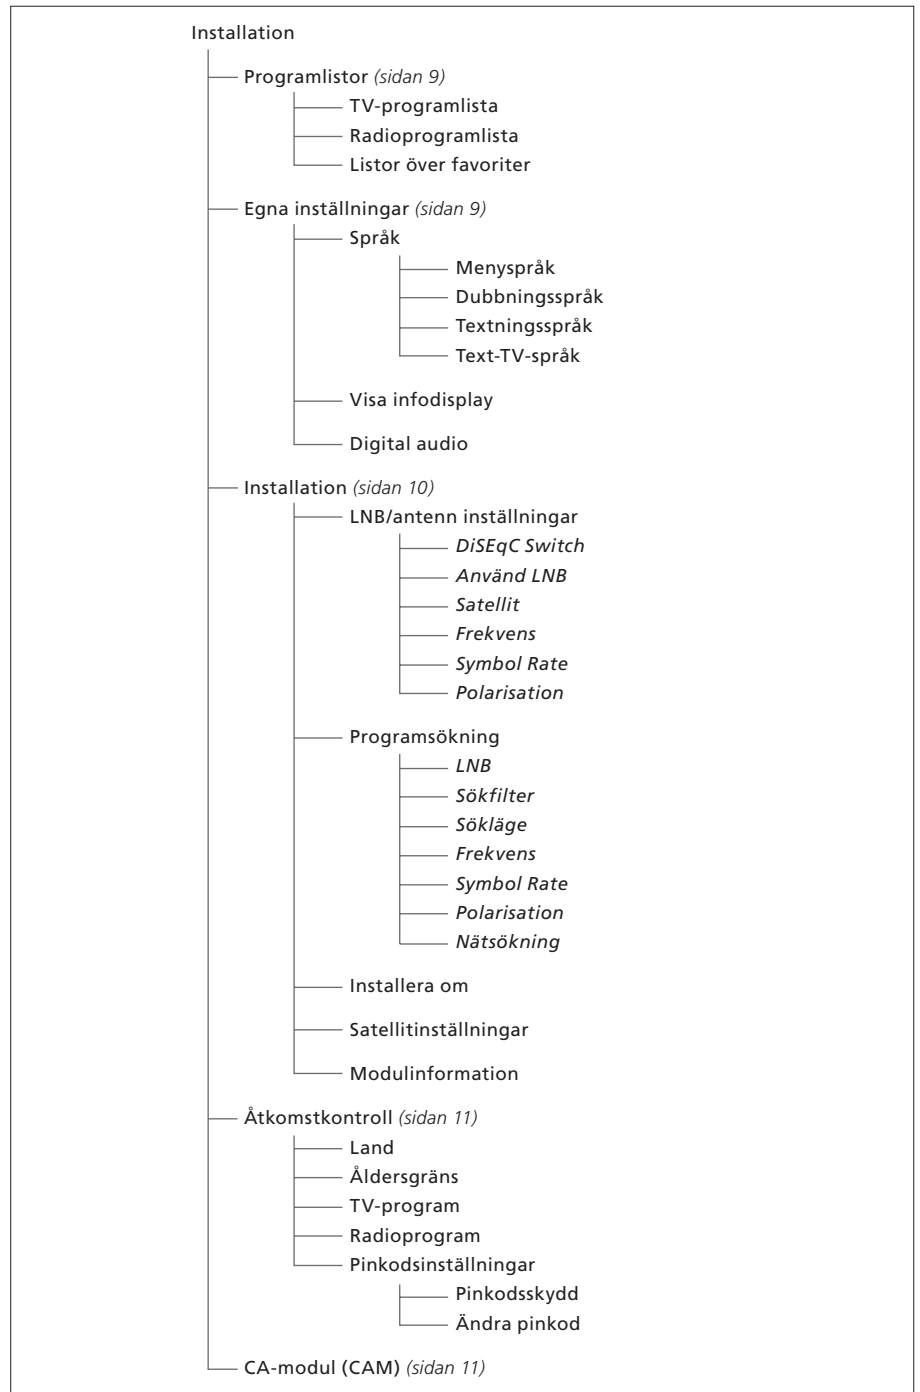 Installation
Programlistor (sidan 9)
TV-programlista
Radioprogramlista
Listor över favoriter
Egna inställningar (sidan 9)
Språk
Menyspråk
Dubbningsspråk
Textningsspråk
Text-TV-språk
Visa infodisplay
Digital audio
Installation (sidan 10)
LNB/antenn inställningar
DiSEqC Switch
Använd LNB
Satellit
Frekvens
Symbol Rate
Polarisation
Programsökning
LNB
Sökfilter
Sökläge
Frekvens
Symbol Rate
Polarisation
Nätsökning
Installera om
Satellitinställningar
Modulinformation
Åtkomstkontroll (sidan 11)
Land
Åldersgräns
TV-program
Radioprogram
Pinkodsinställningar
Pinkodsskydd
Ändra pinkod
CA-modul (CAM) (sidan 11)